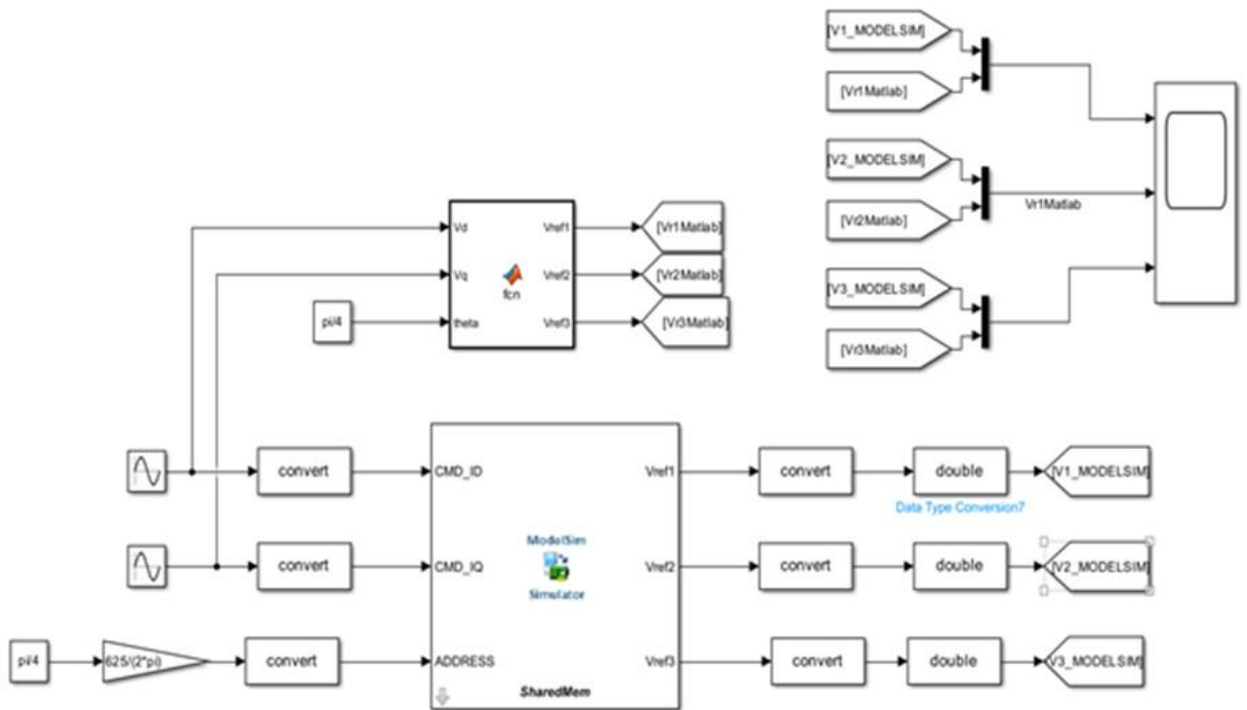 [V1_MODELSIM]
[Vr1Matlab]
[V2_MODELSIM]
[Vr2Matlab]
Vr1Matlab
[V3_MODELSIM]
[Vr3Matlab]
Vd
Vq
theta
fcn
Vref1
Vref2
Vref3
[Vr1Matlab]
[Vr2Matlab]
[Vr3Matlab]
pi/4
convert
CMD_ID
Vref1
convert
double
[V1_MODELSIM]
Data Type Conversion7
convert
CMD_IQ
ModelSim
Simulator
Vref2
convert
double
[V2_MODELSIM]
pi/4
625/(2*pi)
convert
ADDRESS
Vref3
convert
double
[V3_MODELSIM]
SharedMem